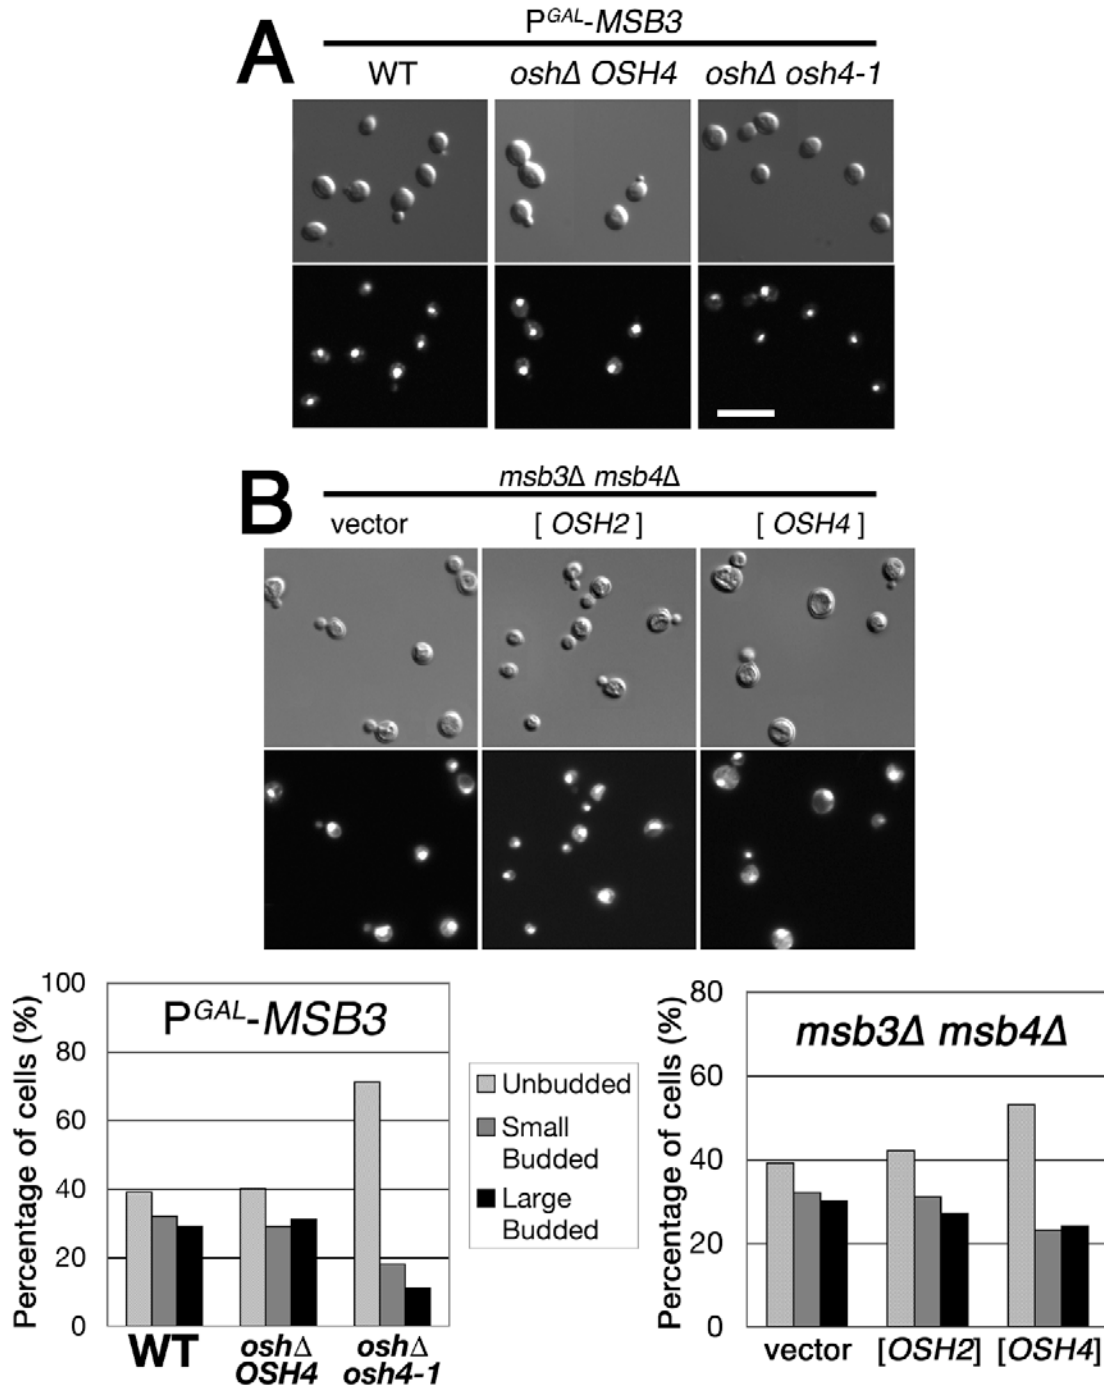 A
PGAL-MSB3
WT
oshΔ OSH4
oshΔ osh4-1
B
msb3Δ msb4Δ
vector
[ OSH2 ]
[ OSH4 ]
Percentage of cells (%)
100
80
60
40
20
0
PGAL-MSB3
WT
oshΔ
OSH4
oshΔ
osh4-1
Unbudded
Small
Budded
Large
Budded
Percentage of cells (%)
80
60
40
20
0
msb3Δ msb4Δ
vector
[OSH2]
[OSH4]